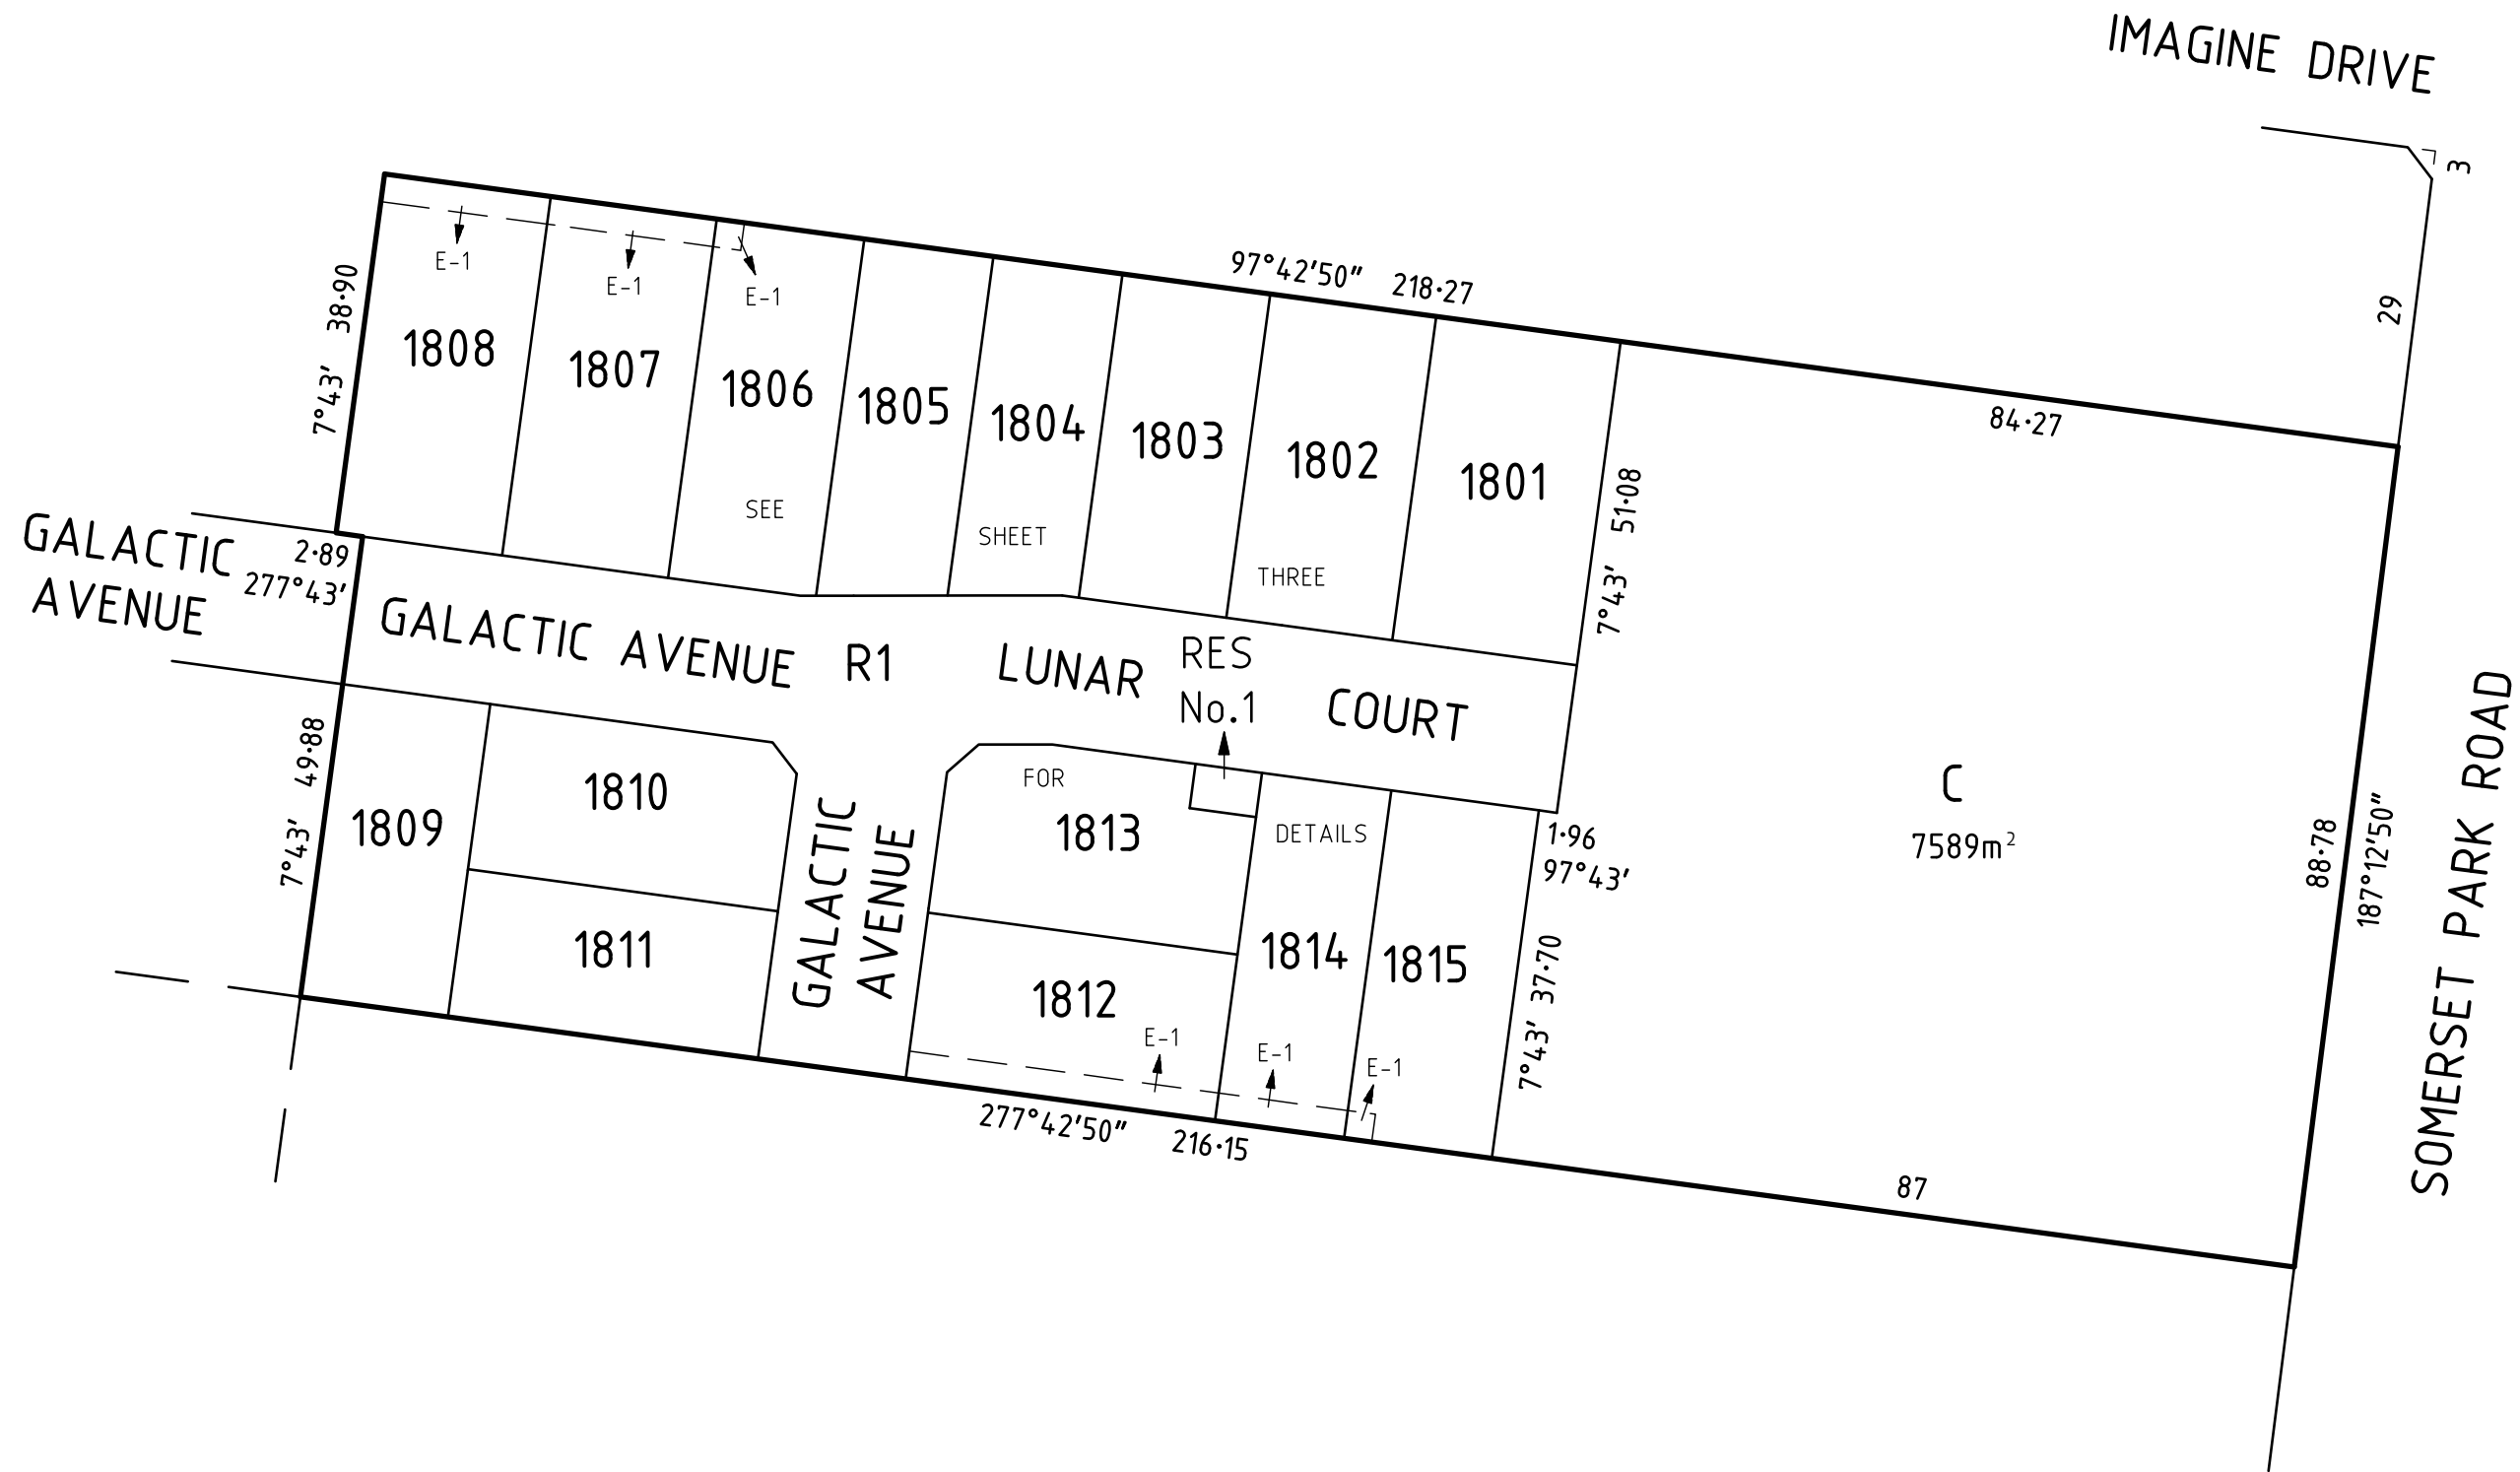 IMAGINE DRIVE
3
29
97°42'50" 218·27
84·27
7°43' 38·90
E-1
E-1
E-1
1808
1807
1806
1805
1804
1803
1802
1801
SEE
SHEET
THREE
7°43' 51·08
GALACTIC
AVENUE
2·89
277°43'
GALACTIC AVENUE R1
LUNAR
COURT
RES
No.1
7°43' 49·88
1809
1810
1811
GALACTIC
AVENUE
FOR
1813
DETAILS
1812
1814
1815
E-1
E-1
E-1
1·96
97°43'
7°43' 37·70
C
7589m²
88·78
187°12'50"
SOMERSET PARK ROAD
277°42'50" 216·15
87